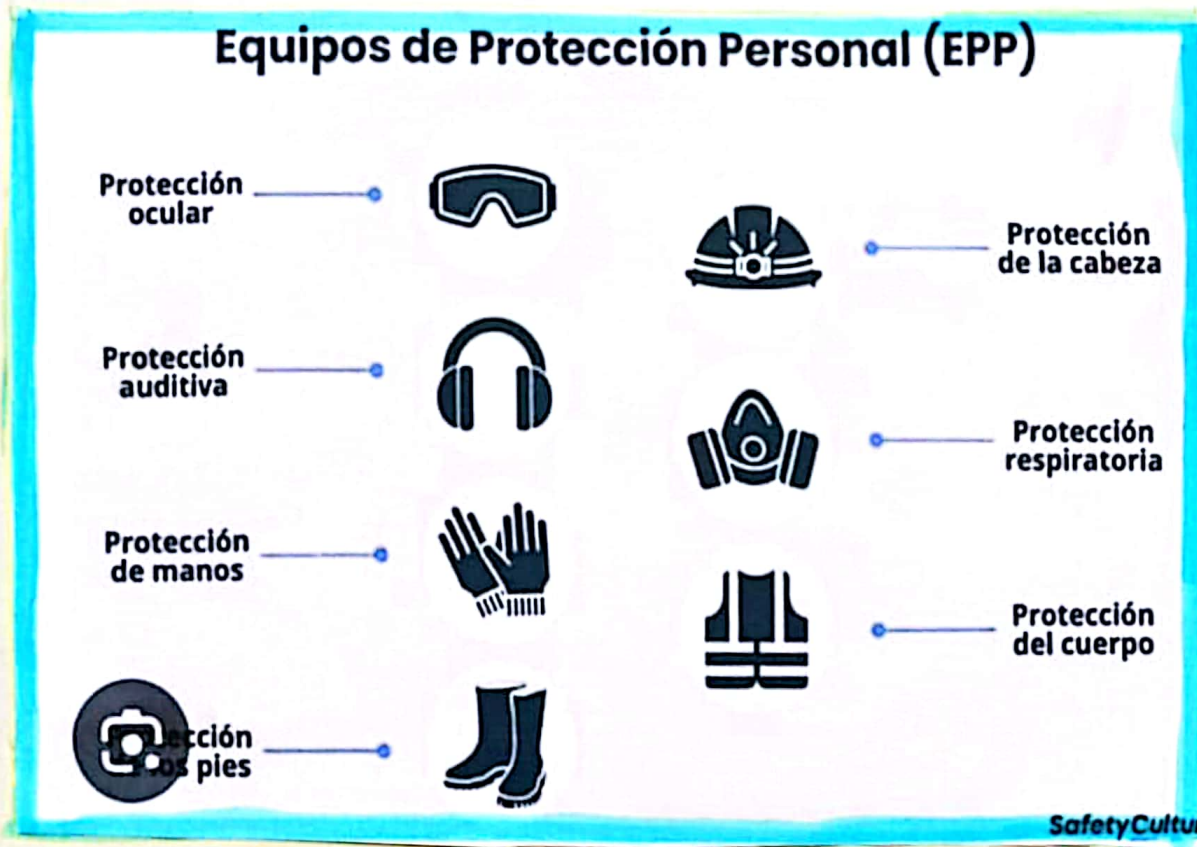 Equipos de Protección Personal (EPP)
Protección
ocular
Protección
auditiva
Protección
de manos
pies
Protección
de la cabeza
Protección
respiratoria
Protección
del cuerpo